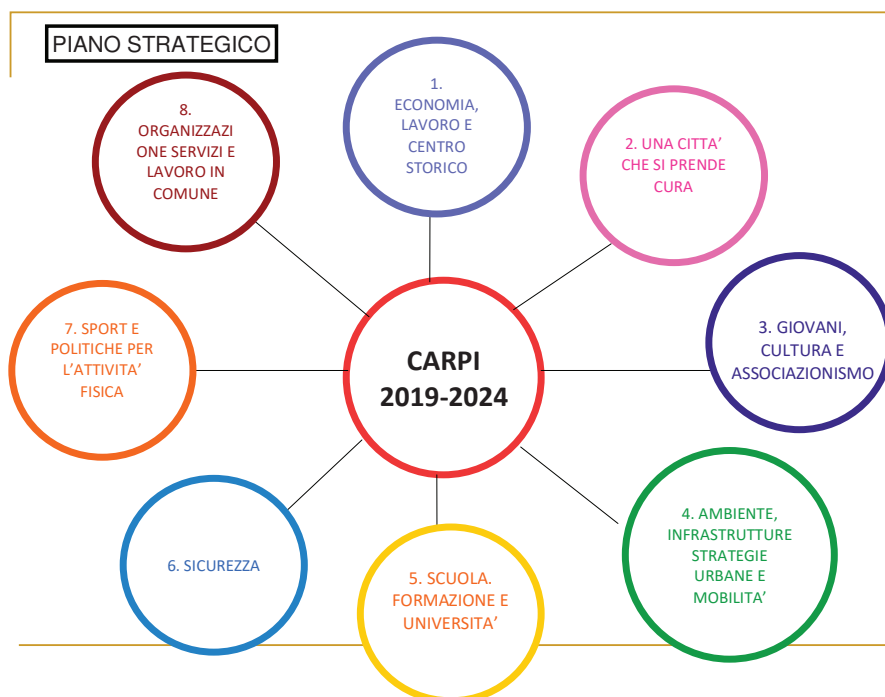 PIANO STRATEGICO
1.
ECONOMIA,
LAVORO E
CENTRO
STORICO
2. UNA CITTA’
CHE SI PRENDE
CURA
3. GIOVANI,
CULTURA E
ASSOCIAZIONISMO
4. AMBIENTE,
INFRASTRUTTURE
STRATEGIE
URBANE E
MOBILITA’
5. SCUOLA.
FORMAZIONE E
UNIVERSITA’
6. SICUREZZA
7. SPORT E
POLITICHE PER
L’ATTIVITA’
FISICA
8.
ORGANIZZAZI
ONE SERVIZI E
LAVORO IN
COMUNE
CARPI
2019-2024